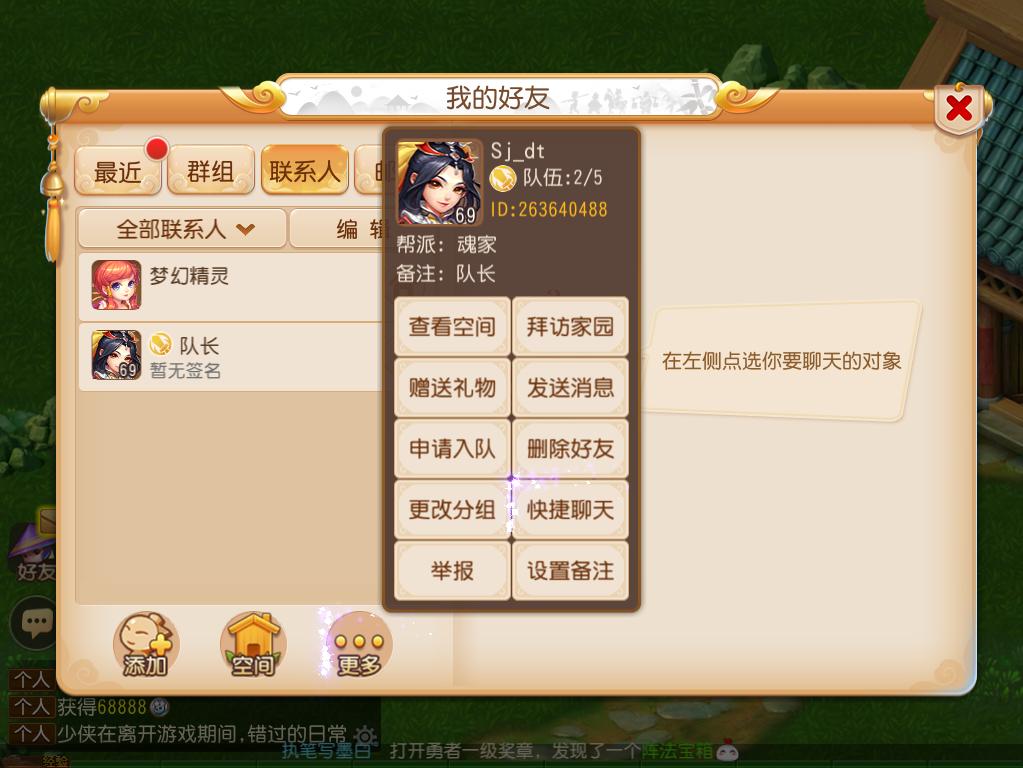 我的好友
最近
群组
联系人
邮
全部联系人
编 辑
梦幻精灵
69
队长
暂无签名
Sj_dt
队伍:2/5
ID:263640488
69
帮派：魂家
备注：队长
查看空间
拜访家园
赠送礼物
发送消息
申请入队
删除好友
更改分组
快捷聊天
举报
设置备注
在左侧点选你要聊天的对象
好友
添加
空间
更多
个人
个人 获得68888
个人 少侠在离开游戏期间,错过的日常
执笔写墨白 打开勇者一级奖章，发现了一个阵法宝箱
经验